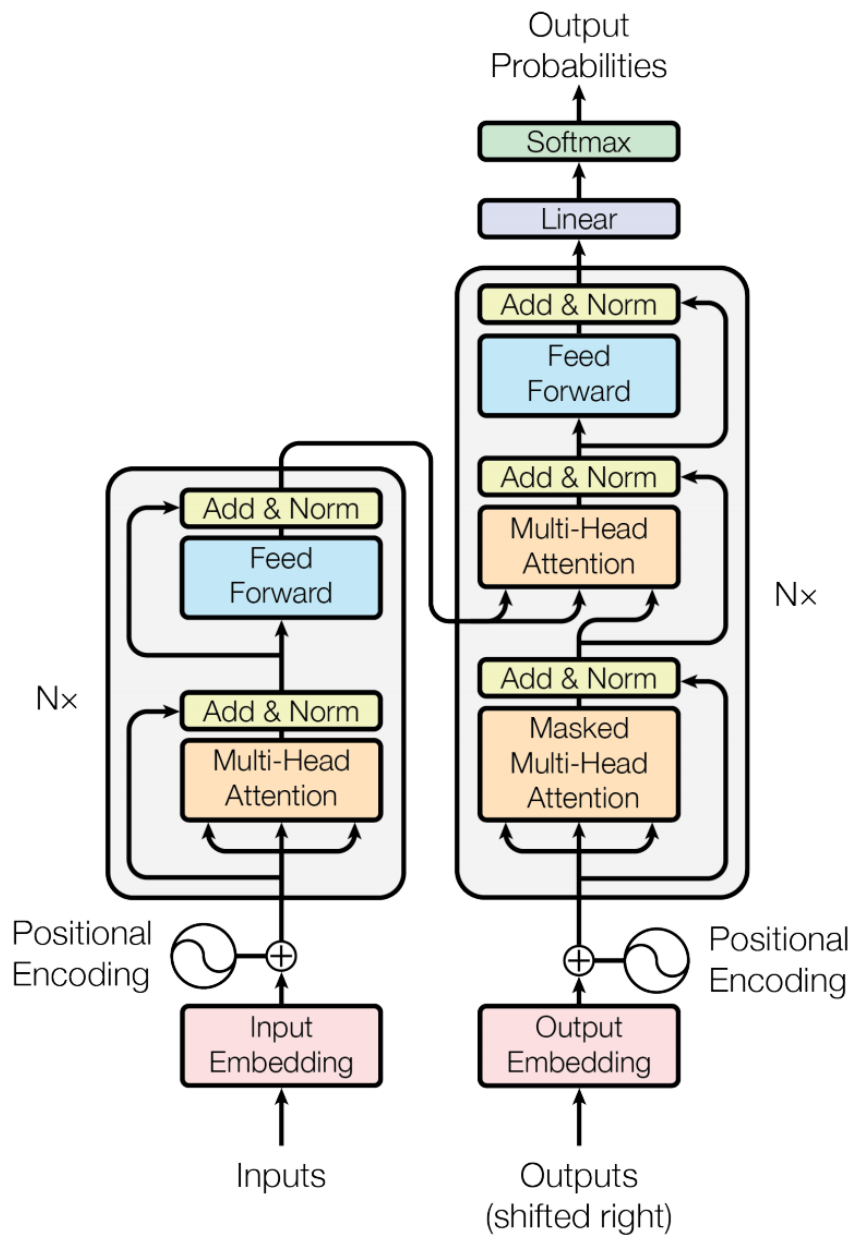 Output
Probabilities
Softmax
Linear
Add & Norm
Feed
Forward
Add & Norm
Multi-Head
Attention
Nx
Add & Norm
Masked
Multi-Head
Attention
Add & Norm
Feed
Forward
N×
Add & Norm
Multi-Head
Attention
Positional
Encoding
Positional
Encoding
Input
Embedding
Output
Embedding
Inputs
Outputs
(shifted right)